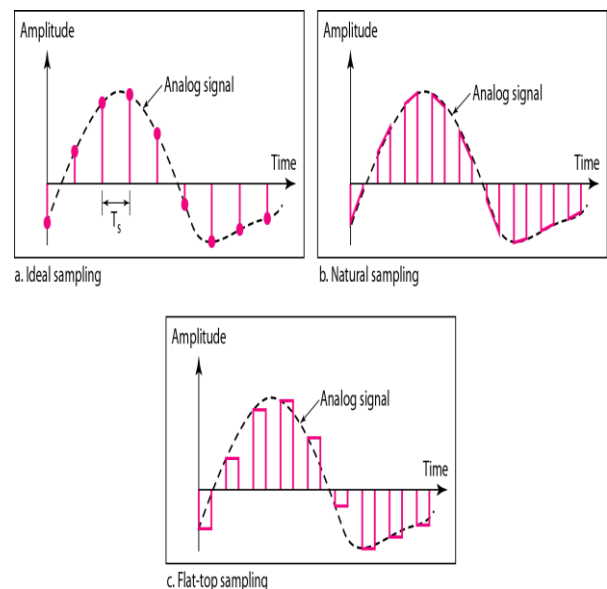 Amplitude
Analog signal
Time
Ts
a. Ideal sampling
Amplitude
Analog signal
Time
b. Natural sampling
Amplitude
Analog signal
Time
c. Flat-top sampling